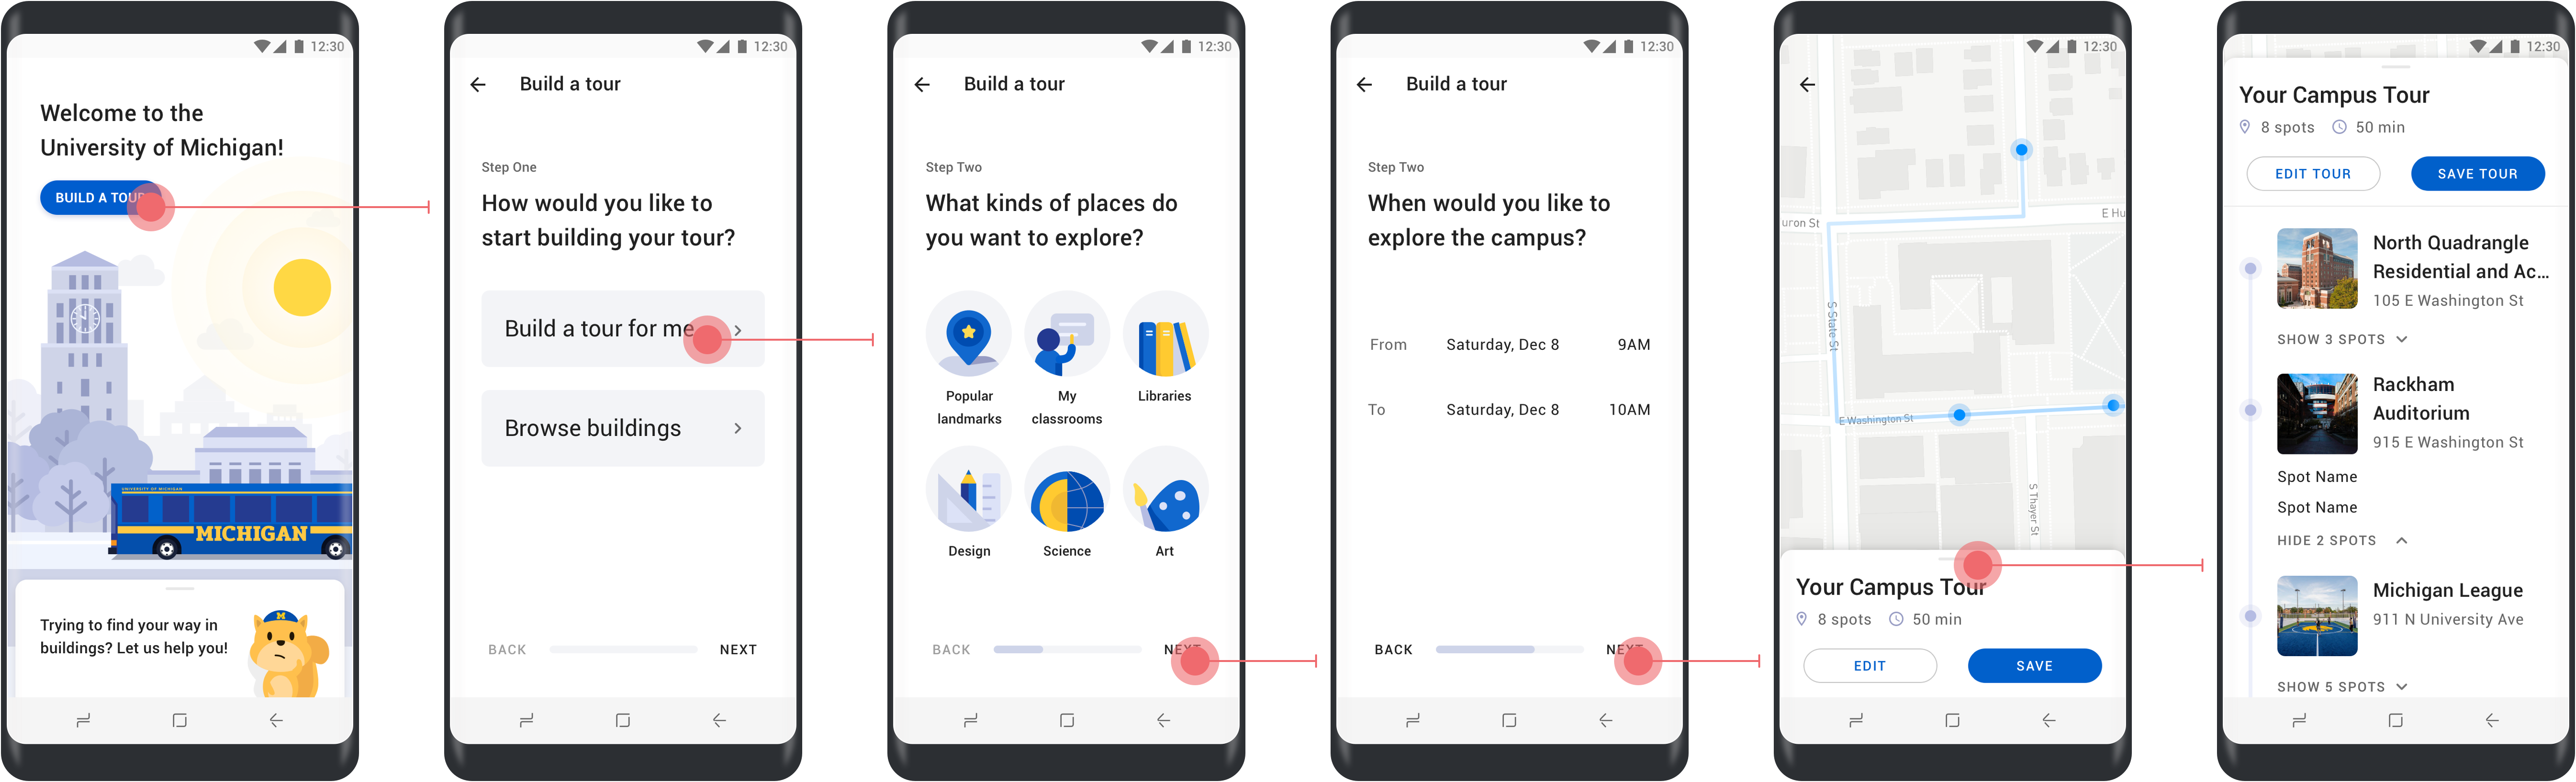 12:30
Welcome to the
University of Michigan!
BUILD A TOUR
UNIVERSITY OF MICHIGAN
MICHIGAN
M
Trying to find your way in
buildings? Let us help you!
12:30
Build a tour
Step One
How would you like to
start building your tour?
Build a tour for me
Browse buildings
BACK
NEXT
12:30
Build a tour
Step Two
What kinds of places do
you want to explore?
Popular
landmarks
My
classrooms
Libraries
Design
Science
Art
BACK
NEXT
12:30
Build a tour
Step Two
When would you like to
explore the campus?
From Saturday, Dec 8 9AM
To Saturday, Dec 8 10AM
BACK
NEXT
12:30
uron St
E Hu
S State St
E Washington St
S Thayer St
Your Campus Tour
8 spots 50 min
EDIT
SAVE
12:30
Your Campus Tour
8 spots 50 min
EDIT TOUR
SAVE TOUR
North Quadrangle
Residential and Ac...
105 E Washington St
SHOW 3 SPOTS
Rackham
Auditorium
915 E Washington St
Spot Name
Spot Name
HIDE 2 SPOTS
Michigan League
911 N University Ave
SHOW 5 SPOTS